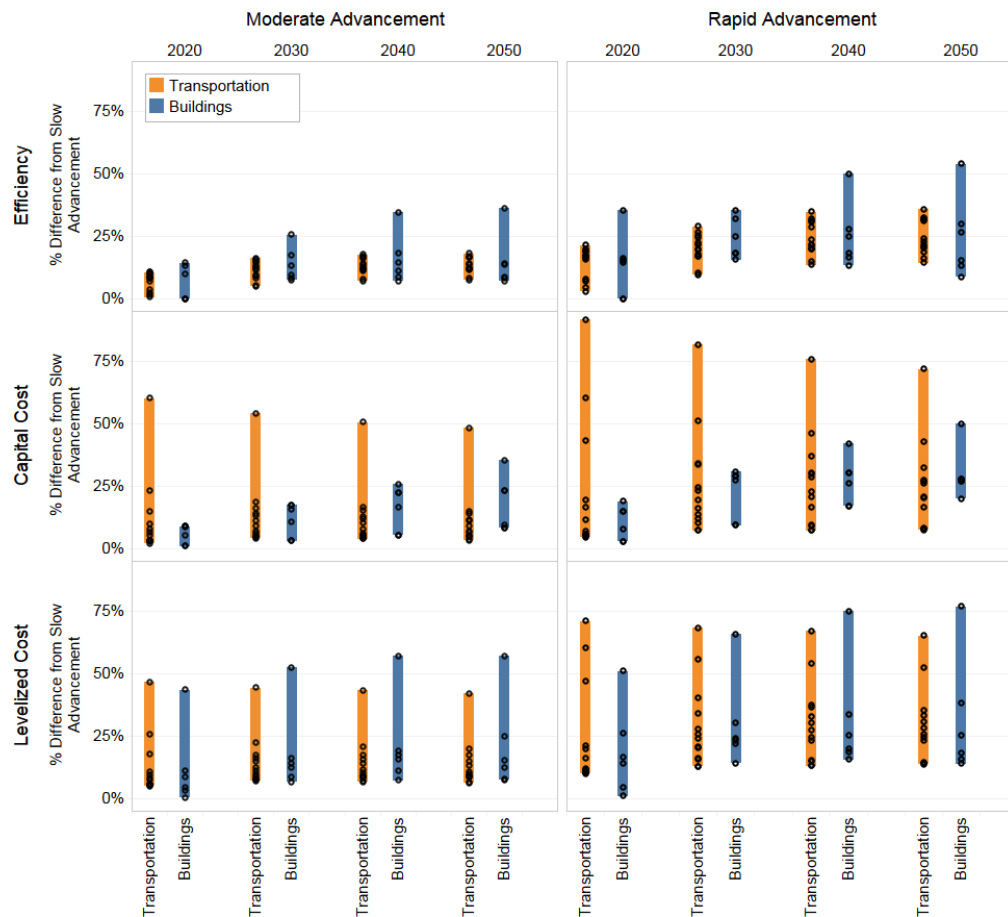 Moderate Advancement
Rapid Advancement
2020 2030 2040 2050
2020 2030 2040 2050
Transportation
Buildings
Efficiency
% Difference from Slow
Advancement
75%
50%
25%
0%
Capital Cost
% Difference from Slow
Advancement
75%
50%
25%
0%
Levelized Cost
% Difference from Slow
Advancement
75%
50%
25%
0%
Transportation
Buildings
Transportation
Buildings
Transportation
Buildings
Transportation
Buildings
Transportation
Buildings
Transportation
Buildings
Transportation
Buildings
Transportation
Buildings